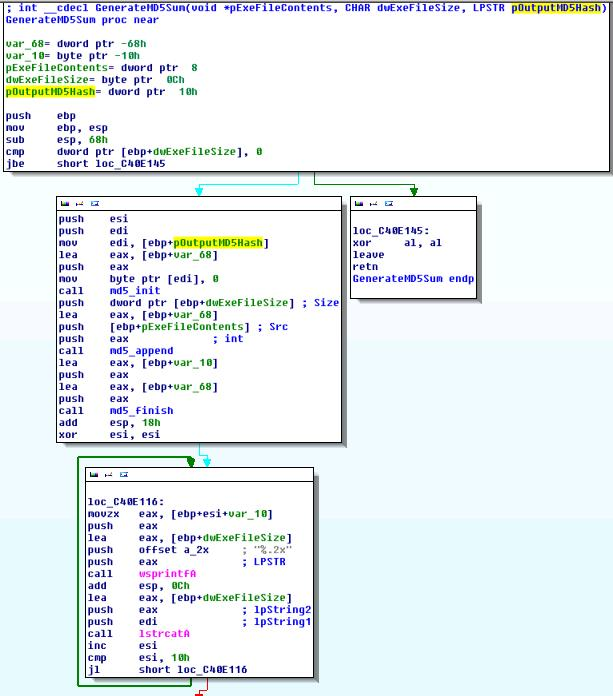 ; int __cdecl GenerateMD5Sum(void *pExeFileContents, CHAR dwExeFileSize, LPSTR pOutputMD5Hash)
GenerateMD5Sum proc near
var_68= dword ptr -68h
var_10= byte ptr -10h
pExeFileContents= dword ptr  8
dwExeFileSize= byte ptr  0Ch
pOutputMD5Hash= dword ptr  10h
push    ebp
mov     ebp, esp
sub     esp, 68h
cmp     dword ptr [ebp+dwExeFileSize], 0
jbe     short loc_C40E145
push    esi
push    edi
mov     edi, [ebp+pOutputMD5Hash]
lea     eax, [ebp+var_68]
push    eax
mov     byte ptr [edi], 0
call    md5_init
push    dword ptr [ebp+dwExeFileSize] ; Size
lea     eax, [ebp+var_68]
push    [ebp+pExeFileContents] ; Src
push    eax             ; int
call    md5_append
lea     eax, [ebp+var_10]
push    eax
lea     eax, [ebp+var_68]
push    eax
call    md5_finish
add     esp, 18h
xor     esi, esi
loc_C40E145:
xor     al, al
leave
retn
GenerateMD5Sum endp
loc_C40E116:
movzx   eax, [ebp+esi+var_10]
push    eax
lea     eax, [ebp+dwExeFileSize]
push    offset a_2x     ; "%.2x"
push    eax             ; LPSTR
call    wsprintfA
add     esp, 0Ch
lea     eax, [ebp+dwExeFileSize]
push    eax             ; lpString2
push    edi             ; lpString1
call    lstrcatA
inc     esi
cmp     esi, 10h
jl      short loc_C40E116